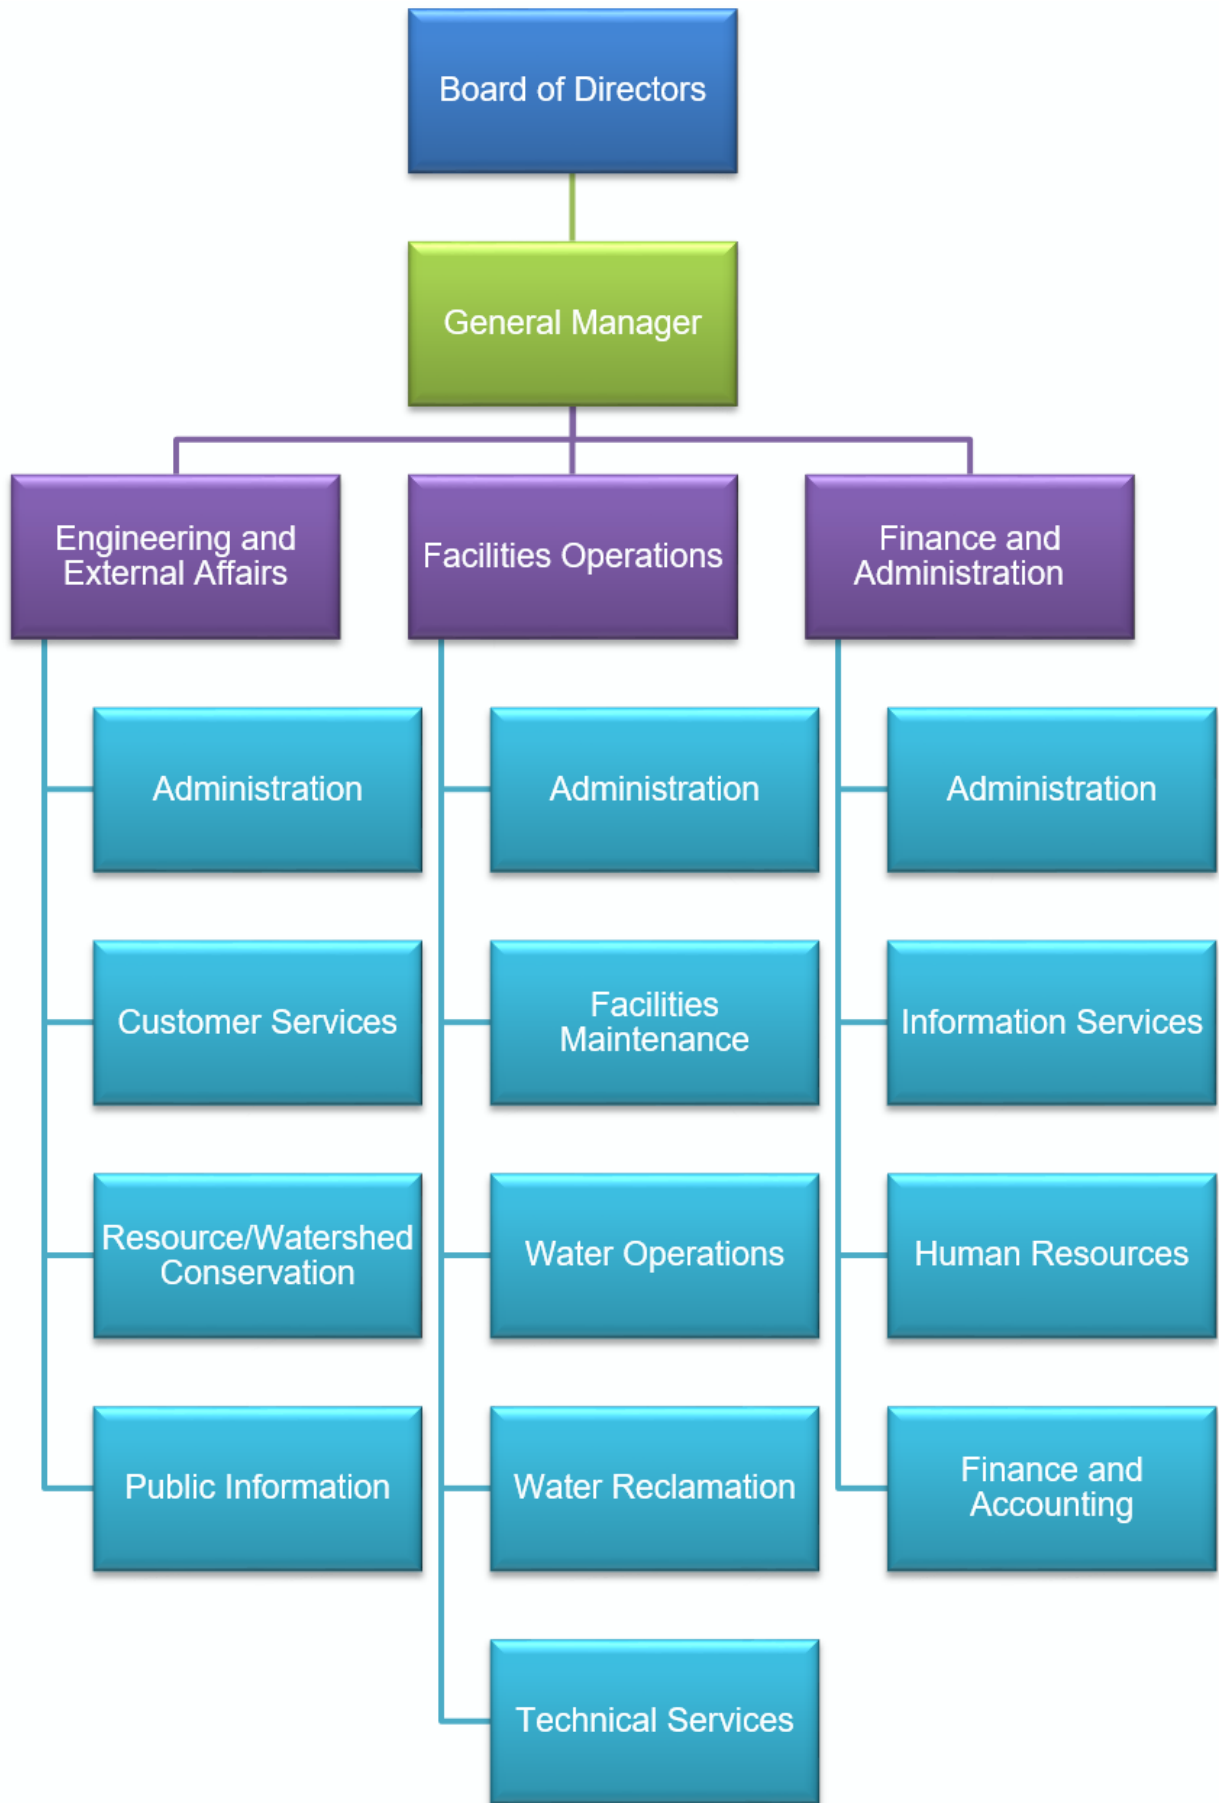 Board of Directors
General Manager
Engineering and
External Affairs
Facilities Operations
Finance and
Administration
Administration
Customer Services
Resource/Watershed
Conservation
Public Information
Administration
Facilities
Maintenance
Water Operations
Water Reclamation
Technical Services
Administration
Information Services
Human Resources
Finance and
Accounting